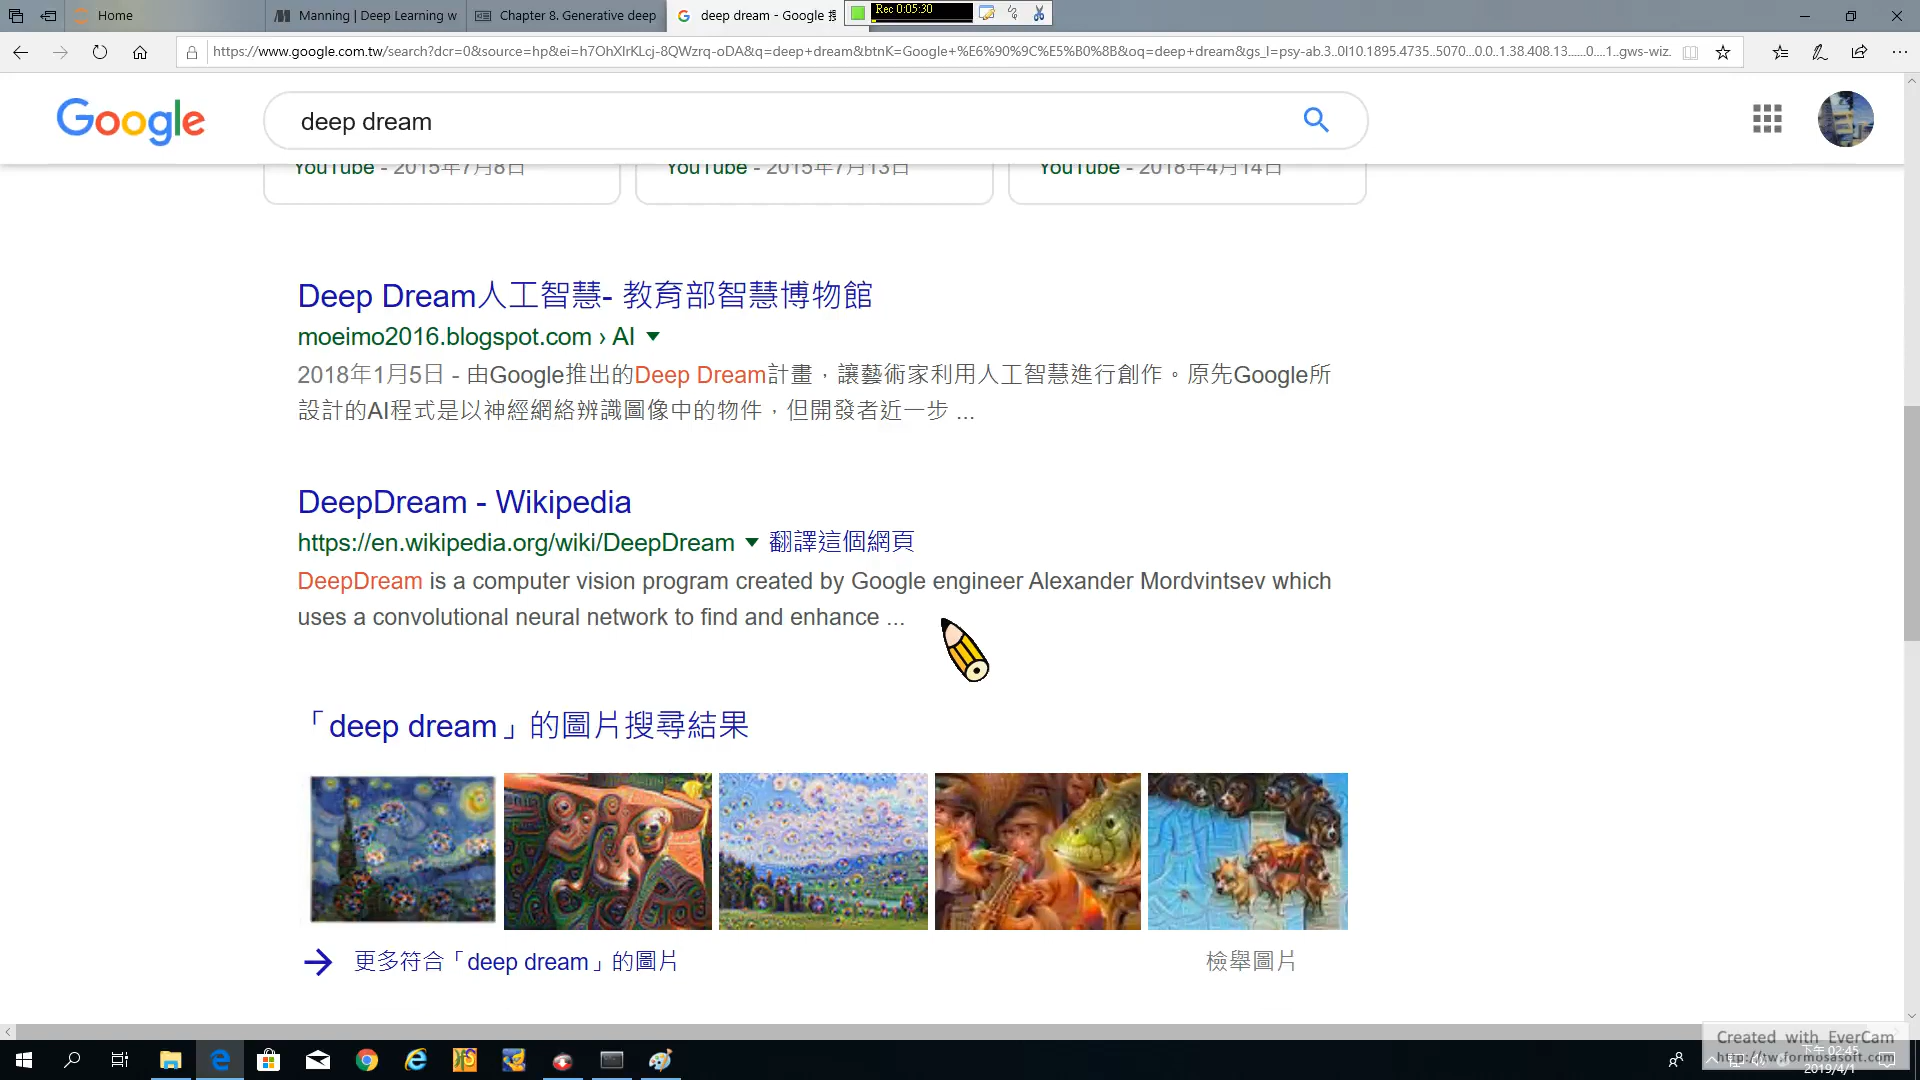 Home
Manning | Deep Learning w
Chapter 8. Generative deep
deep dream - Google 搜
Rec 0:05:30
https://www.google.com.tw/search?dcr=0&source=hp&ei=h7OhXIrKLcj-8QWzrq-oDA&q=deep+dream&btnK=Google+%E6%90%9C%E5%B0%8B&oq=deep+dream&gs_l=psy-ab.3..0l10.1895.4735..5070...0.0..1.38.408.13......0....1..gws-wiz.
Google
deep dream
YouTube - 2015年7月8日
YouTube - 2015年7月13日
YouTube - 2018年4月14日
Deep Dream人工智慧- 教育部智慧博物館
moeimo2016.blogspot.com › AI
2018年1月5日 - 由Google推出的Deep Dream計畫，讓藝術家利用人工智慧進行創作。原先Google所
設計的AI程式是以神經網絡辨識圖像中的物件，但開發者近一步 ...
DeepDream - Wikipedia
https://en.wikipedia.org/wiki/DeepDream 翻譯這個網頁
DeepDream is a computer vision program created by Google engineer Alexander Mordvintsev which
uses a convolutional neural network to find and enhance ...
「deep dream」的圖片搜尋結果
更多符合「deep dream」的圖片
檢舉圖片
Created with EverCam
http://tw.formosasoft.com
下午 02:45
2019/4/1